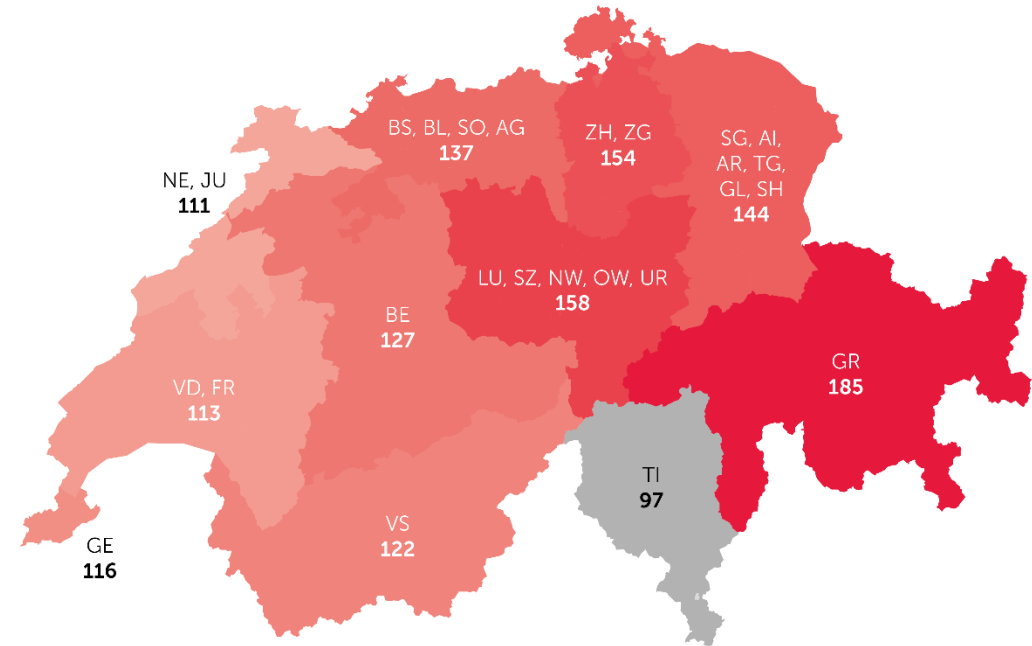 BS, BL, SO, AG
137
ZH, ZG
154
SG, AI,
AR, TG,
GL, SH
144
NE, JU
111
LU, SZ, NW, OW, UR
158
BE
127
GR
185
VD, FR
113
TI
97
VS
122
GE
116